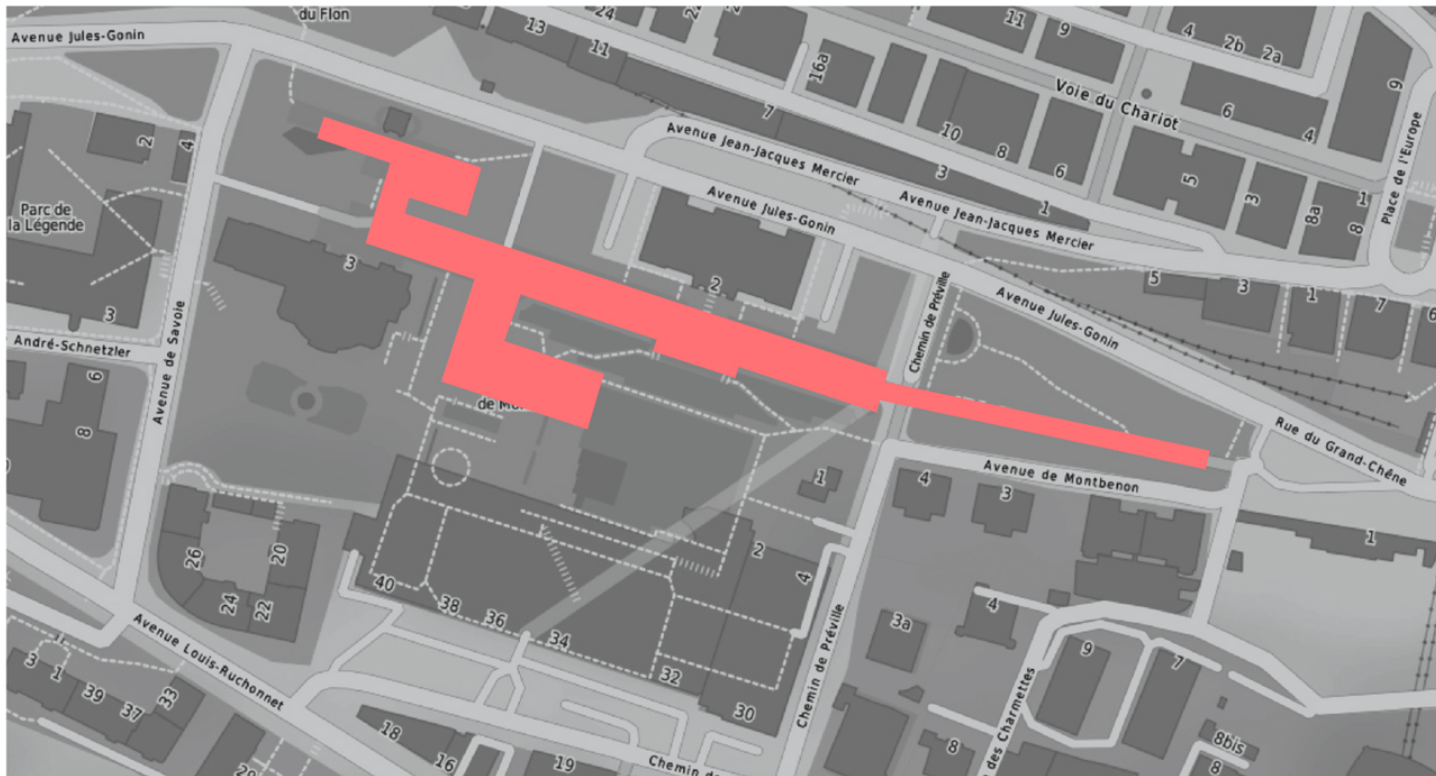 du Flon
24
13
11
16a
11
9
4
2b
2a
9
Avenue Jules-Gonin
7
Voie du Chariot
6
4
10
8
6
Avenue Jean-Jacques Mercier
3
5
3
1
8a
8
Place de l'Europe
2
4
Avenue Jules-Gonin
Avenue Jean-Jacques Mercier
1
Parc de
la Légende
3
2
5
3
1
7
6
3
Avenue de Savoie
Chemin de Préville
Avenue Jules-Gonin
André-Schnetzler
6
8
Rue du Grand-Chêne
1
4
3
Avenue de Montbenon
1
26
20
24
22
40
38
36
34
32
30
2
4
3a
4
9
7
Chemin de Préville
Avenue Louis-Ruchonnet
3
1
39
37
33
18
16
19
8
8bis
8
des Charmettes